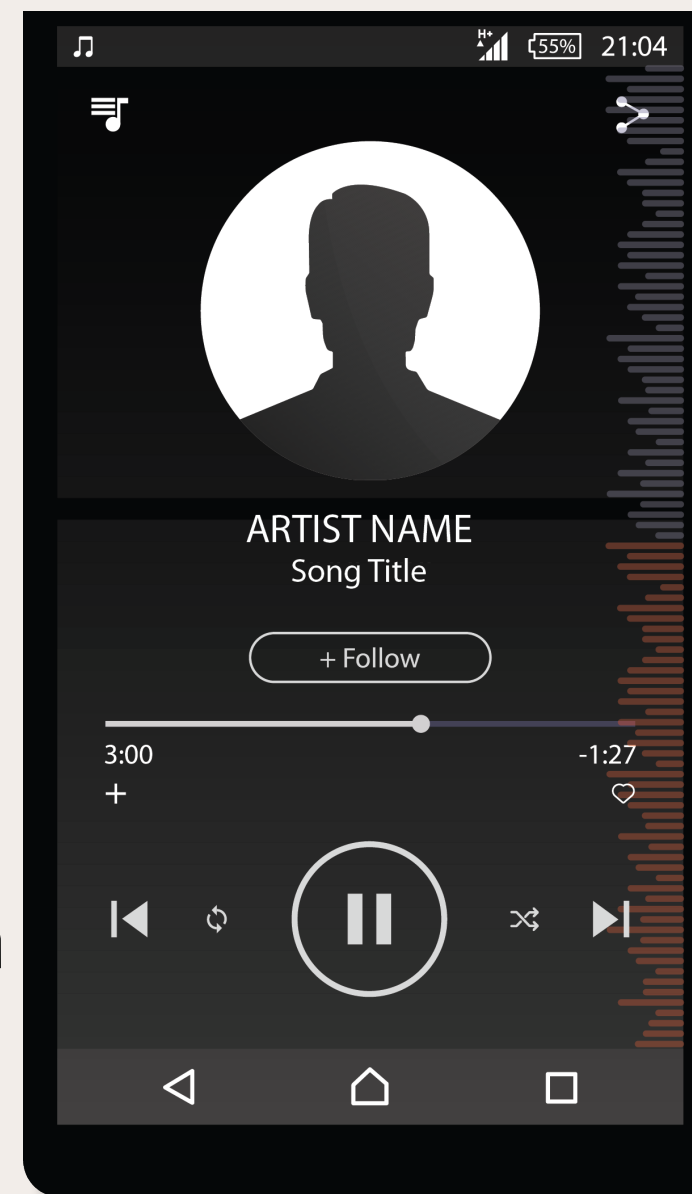 H+ 55% 21:04
ARTIST NAME
Song Title
+ Follow
3:00 -1:27